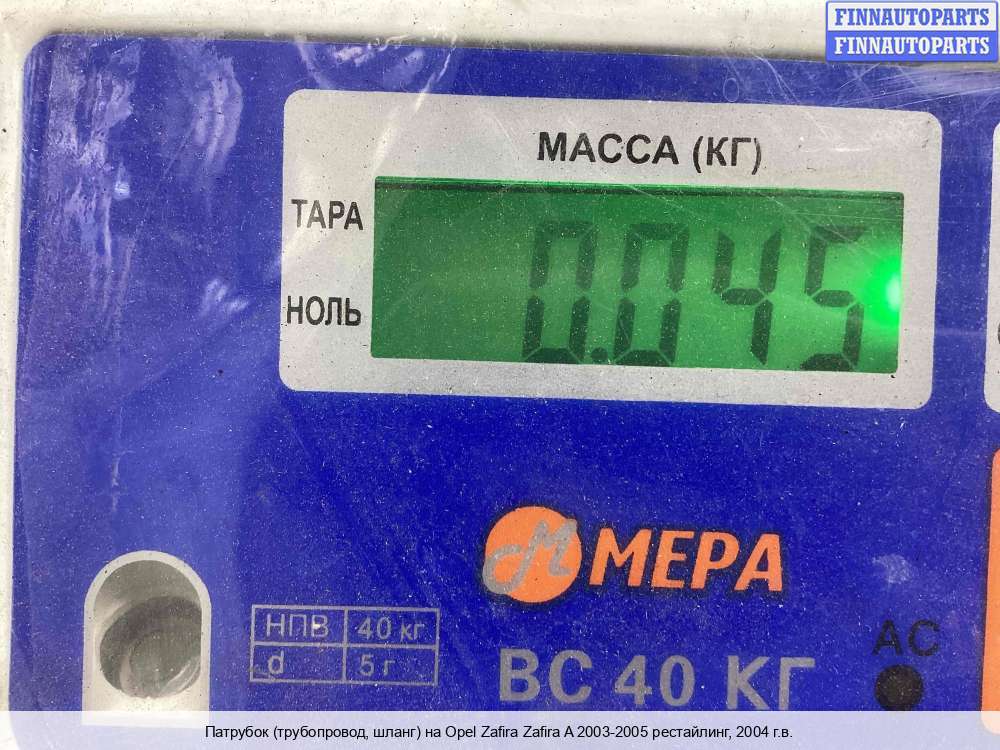 FINNAUTOPARTS
FINNAUTOPARTS
МАССА (КГ)
ТАРА
НОЛЬ
0.045
МЕРА
НПВ 40 кг
d 5 г
ВС 40 КГ
AC
Патрубок (трубопровод, шланг) на Opel Zafira Zafira A 2003-2005 рестайлинг, 2004 г.в.